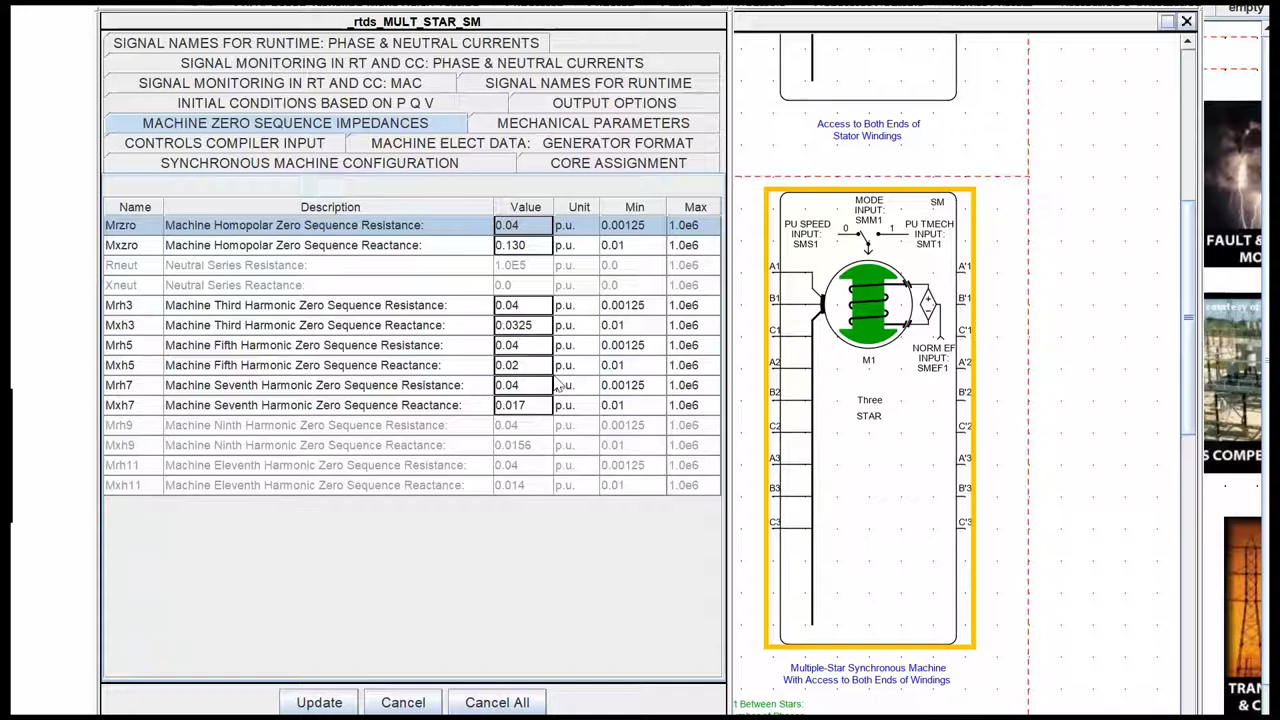 _rtds_MULT_STAR_SM
SIGNAL NAMES FOR RUNTIME: PHASE & NEUTRAL CURRENTS
SIGNAL MONITORING IN RT AND CC: PHASE & NEUTRAL CURRENTS
SIGNAL MONITORING IN RT AND CC: MAC SIGNAL NAMES FOR RUNTIME
INITIAL CONDITIONS BASED ON P Q V OUTPUT OPTIONS
MACHINE ZERO SEQUENCE IMPEDANCES MECHANICAL PARAMETERS
CONTROLS COMPILER INPUT MACHINE ELECT DATA: GENERATOR FORMAT
SYNCHRONOUS MACHINE CONFIGURATION CORE ASSIGNMENT
Name Description Value Unit Min Max
Mrzro Machine Homopolar Zero Sequence Resistance: 0.04 p.u. 0.00125 1.0e6
Mxzro Machine Homopolar Zero Sequence Reactance: 0.130 p.u. 0.01 1.0e6
Rneut Neutral Series Resistance: 1.0E5 p.u. 0.0 1.0e6
Xneut Neutral Series Reactance: 0.0 p.u. 0.0 1.0e6
Mrh3 Machine Third Harmonic Zero Sequence Resistance: 0.04 p.u. 0.00125 1.0e6
Mxh3 Machine Third Harmonic Zero Sequence Reactance: 0.0325 p.u. 0.01 1.0e6
Mrh5 Machine Fifth Harmonic Zero Sequence Resistance: 0.04 p.u. 0.00125 1.0e6
Mxh5 Machine Fifth Harmonic Zero Sequence Reactance: 0.02 p.u. 0.01 1.0e6
Mrh7 Machine Seventh Harmonic Zero Sequence Resistance: 0.04 p.u. 0.00125 1.0e6
Mxh7 Machine Seventh Harmonic Zero Sequence Reactance: 0.017 p.u. 0.01 1.0e6
Mrh9 Machine Ninth Harmonic Zero Sequence Resistance: 0.04 p.u. 0.00125 1.0e6
Mxh9 Machine Ninth Harmonic Zero Sequence Reactance: 0.0156 p.u. 0.01 1.0e6
Mrh11 Machine Eleventh Harmonic Zero Sequence Resistance: 0.04 p.u. 0.00125 1.0e6
Mxh11 Machine Eleventh Harmonic Zero Sequence Reactance: 0.014 p.u. 0.01 1.0e6
Update Cancel Cancel All
Access to Both Ends of
Stator Windings
MODE
INPUT:
SMM1
SM
PU SPEED
INPUT:
SMS1
0 1
PU TMECH
INPUT:
SMT1
A1 A'1
B1 B'1
C1 C'1
NORM EF
INPUT:
SMEF1
M1
A2 A'2
B2 B'2
Three
STAR
C2 C'2
A3 A'3
B3 B'3
C3 C'3
Multiple-Star Synchronous Machine
With Access to Both Ends of Windings
t Between Stars:
empty
FAULT &
MO
courtesy of
S COMPE
TRAN
& C